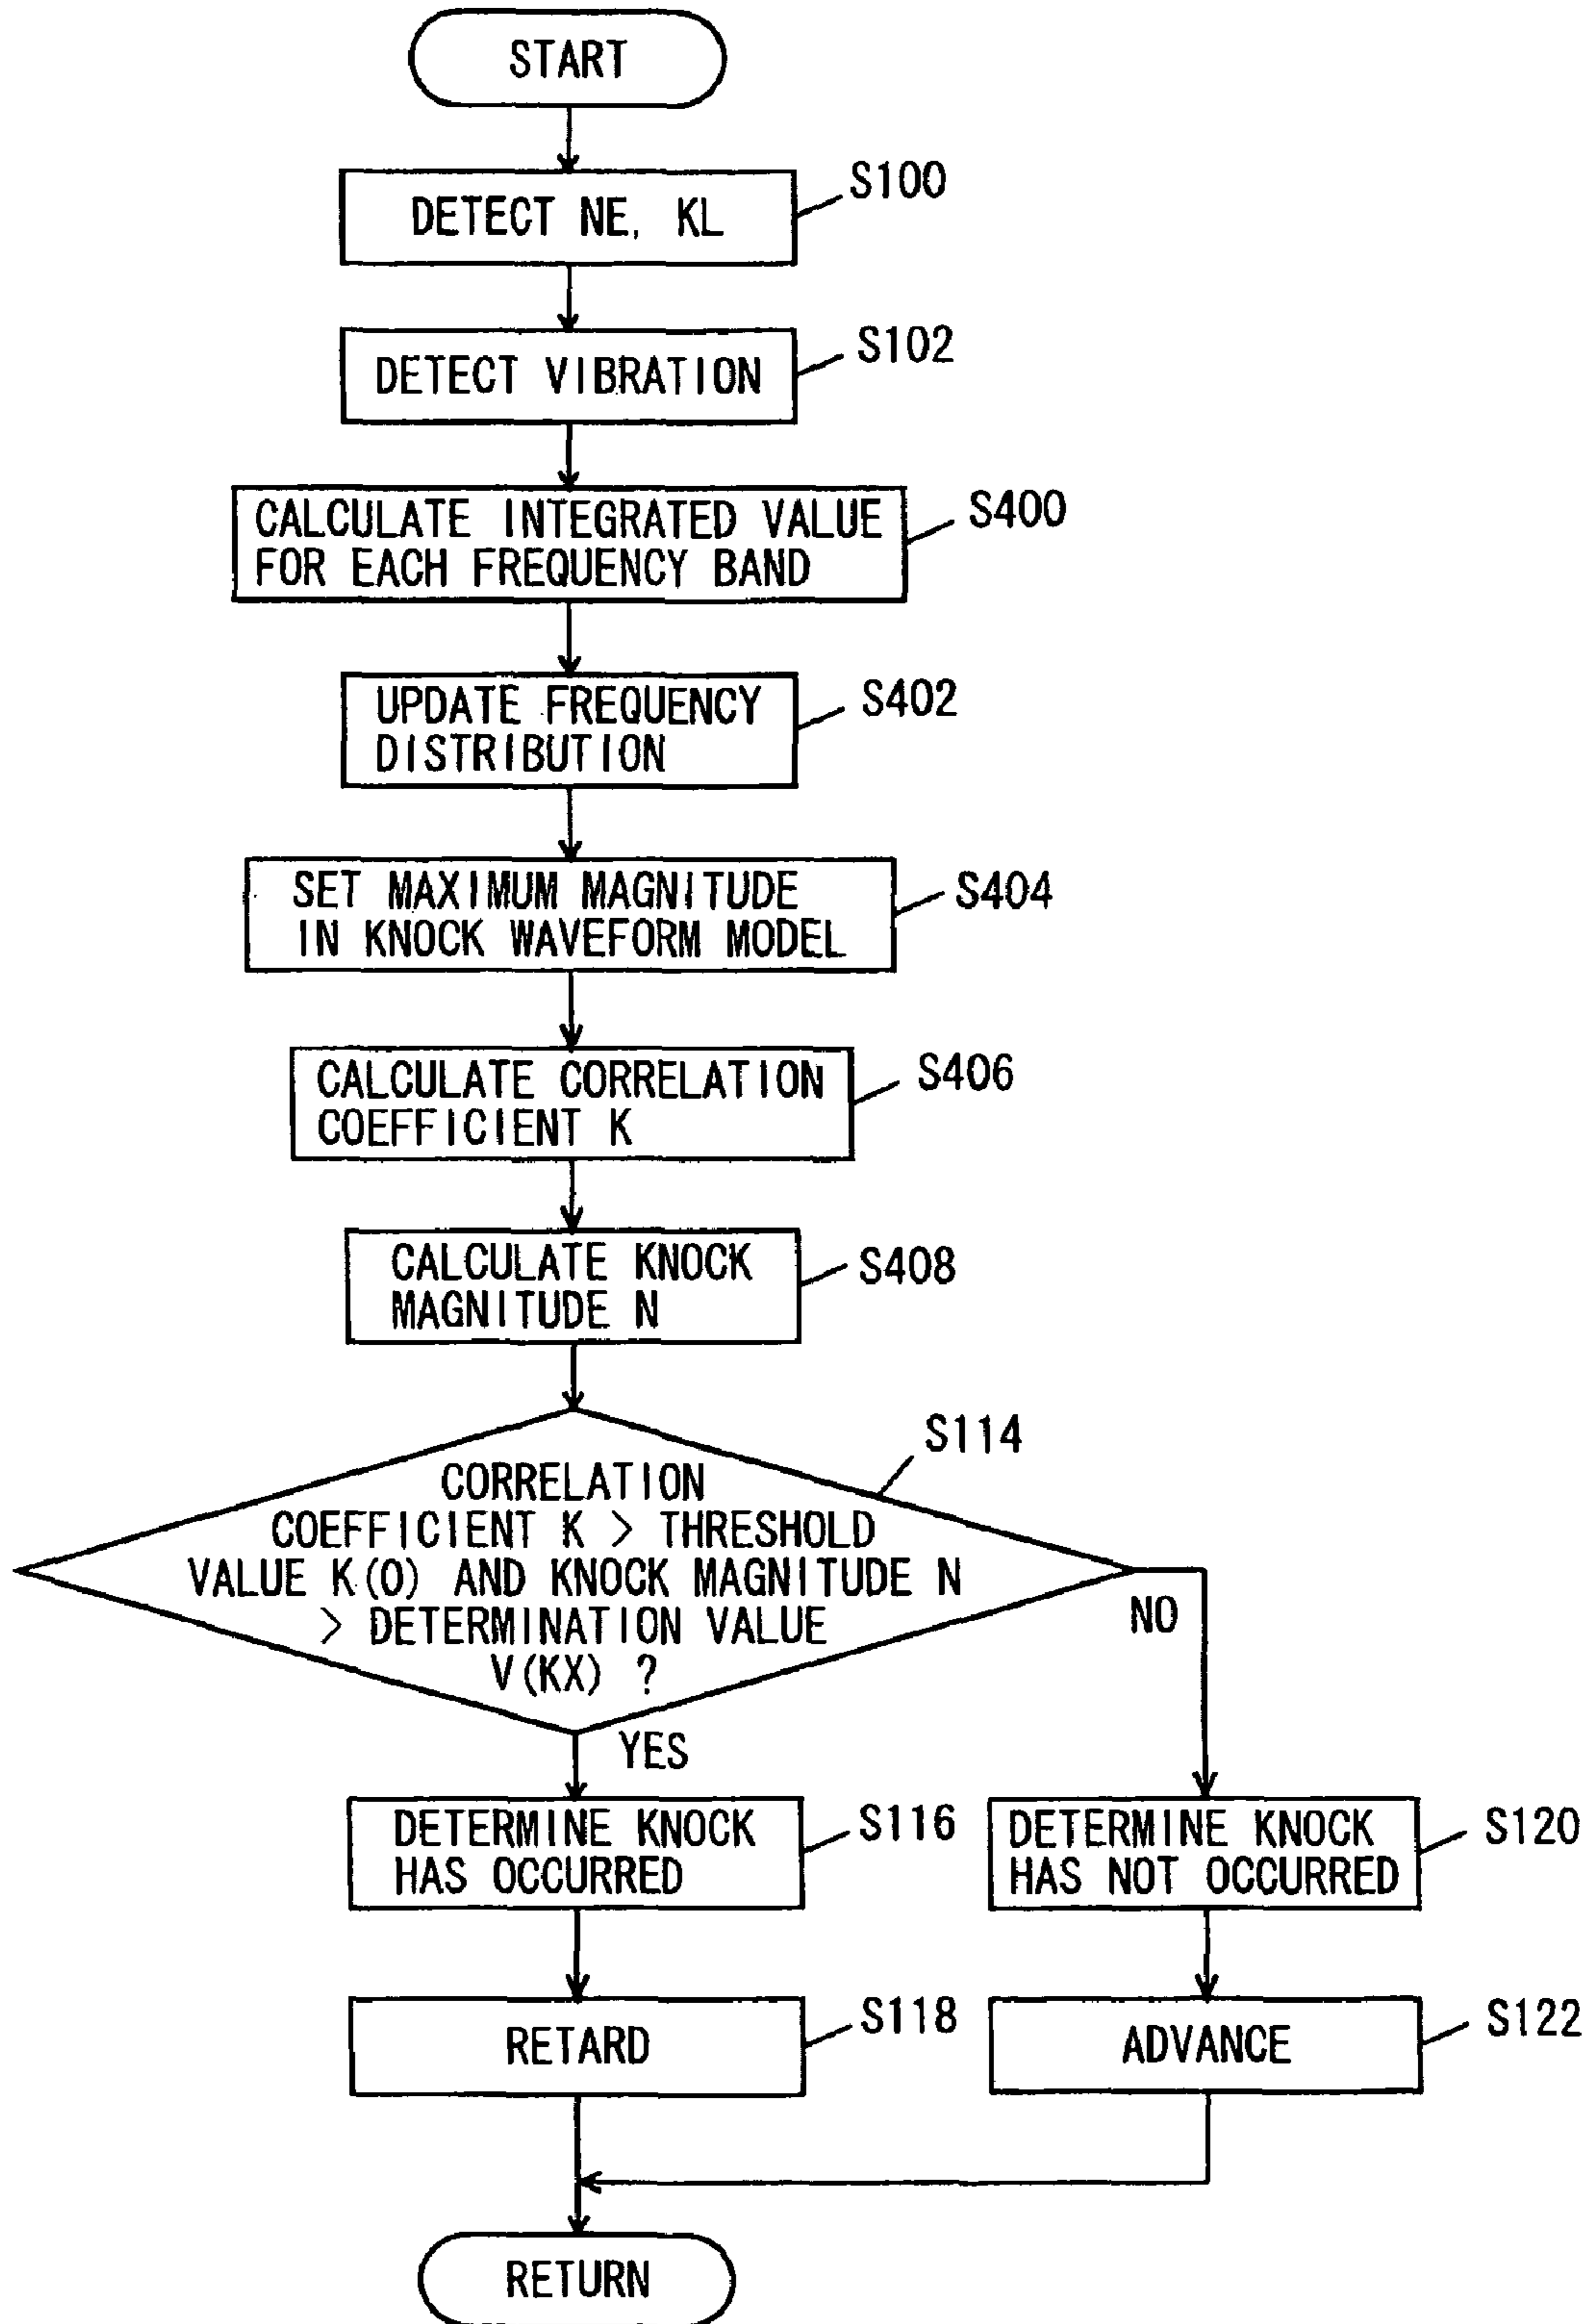 START
DETECT NE, KL
S100
DETECT VIBRATION
S102
CALCULATE INTEGRATED VALUE
FOR EACH FREQUENCY BAND
S400
UPDATE FREQUENCY
DISTRIBUTION
S402
SET MAXIMUM MAGNITUDE
IN KNOCK WAVEFORM MODEL
S404
CALCULATE CORRELATION
COEFFICIENT K
S406
CALCULATE KNOCK
MAGNITUDE N
S408
S114
CORRELATION
COEFFICIENT K > THRESHOLD
VALUE K(0) AND KNOCK MAGNITUDE N
> DETERMINATION VALUE
V(KX) ?
NO
YES
DETERMINE KNOCK
HAS OCCURRED
S116
DETERMINE KNOCK
HAS NOT OCCURRED
S120
RETARD
S118
ADVANCE
S122
RETURN